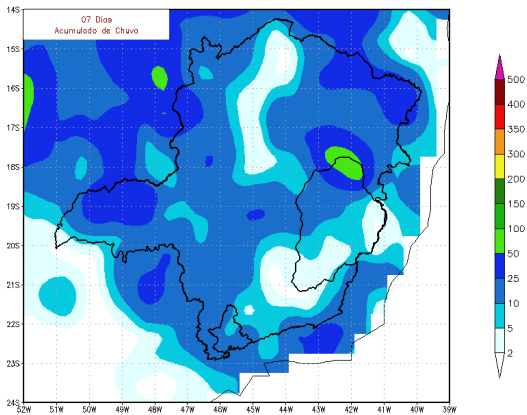 07 Dias
Acumulado de Chuva
14S
15S
16S
17S
18S
19S
20S
21S
22S
23S
24S
52W 51W 50W 49W 48W 47W 46W 45W 44W 43W 42W 41W 40W 39W
500
400
350
300
200
150
100
50
25
10
5
2